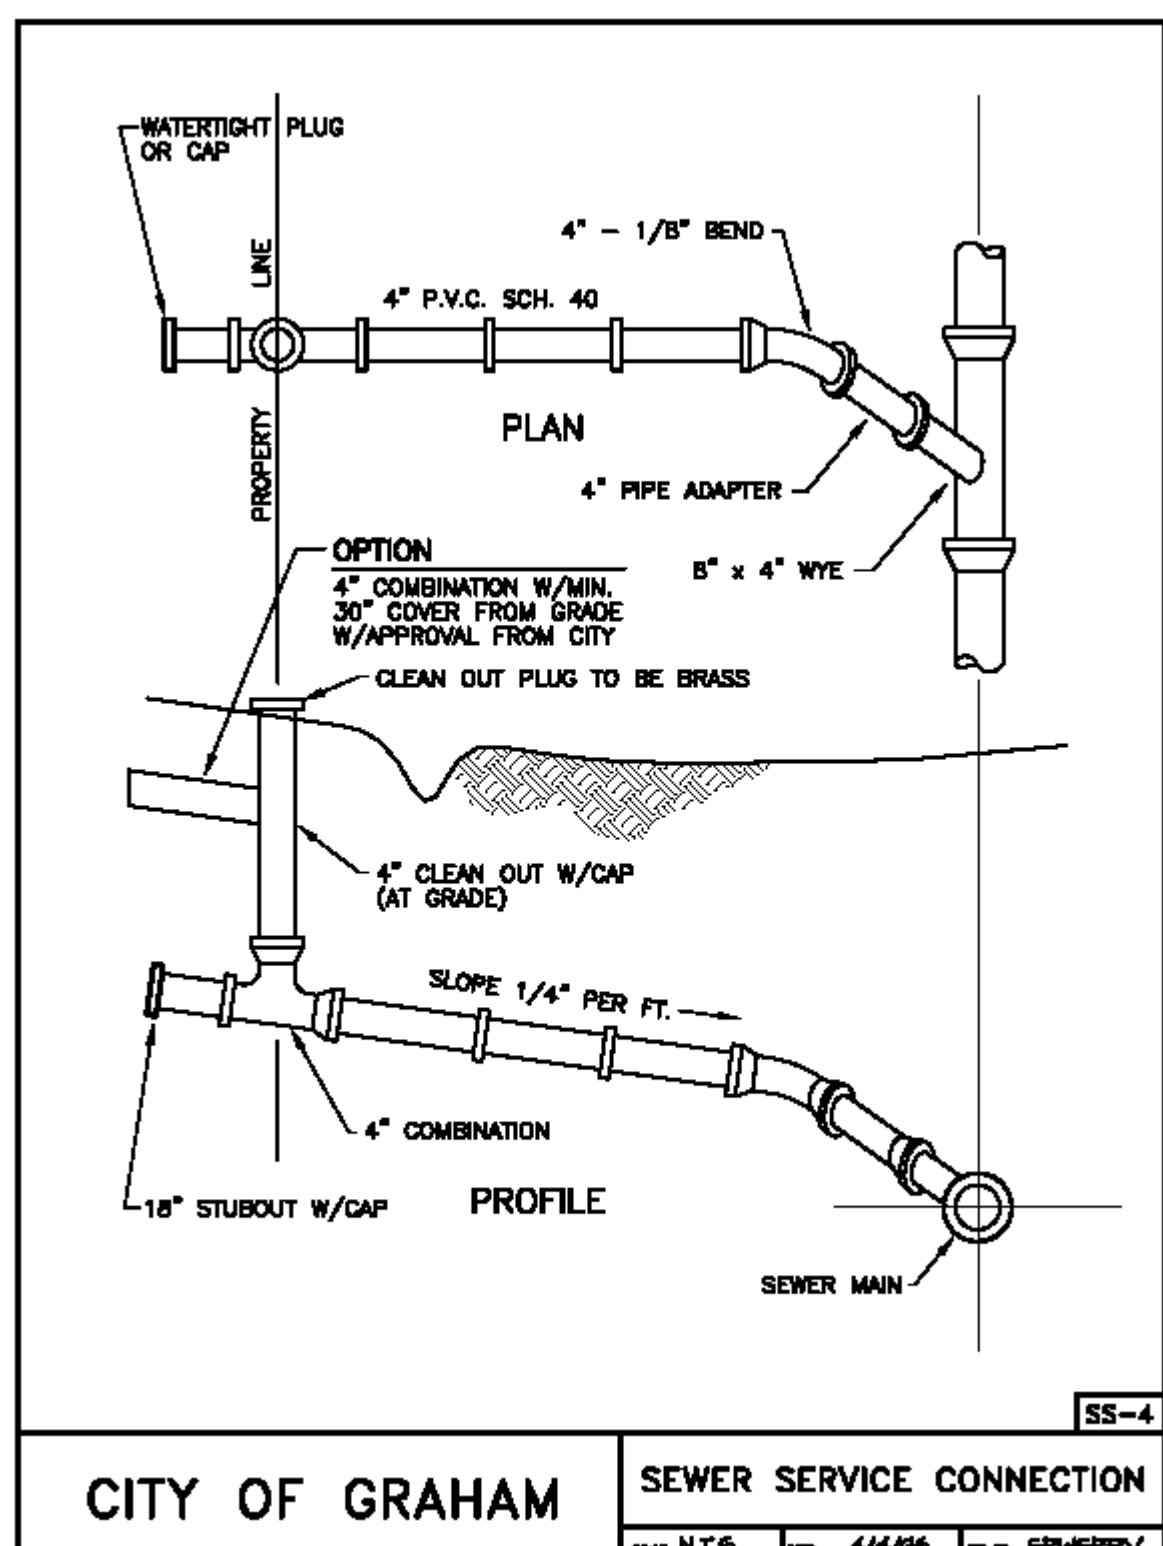 WATERTIGHT PLUG
OR CAP
4" - 1/8" BEND
PROPERTY LINE
4" P.V.C. SCH. 40
PLAN
4" PIPE ADAPTER
8" x 4" WYE
OPTION
4" COMBINATION W/MIN.
30" COVER FROM GRADE
W/APPROVAL FROM CITY
CLEAN OUT PLUG TO BE BRASS
4" CLEAN OUT W/CAP
(AT GRADE)
SLOPE 1/4" PER FT.
4" COMBINATION
18" STUBOUT W/CAP
PROFILE
SEWER MAIN
SS-4
CITY OF GRAHAM
SEWER SERVICE CONNECTION